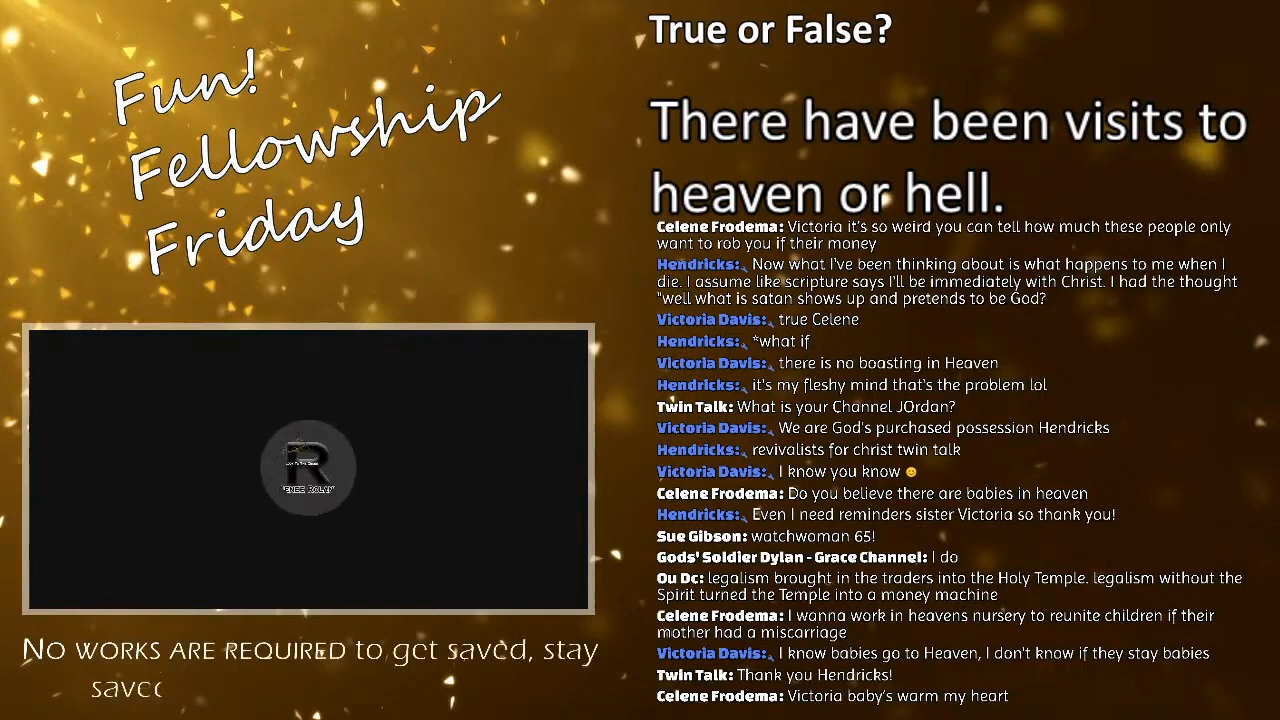 Fun!
Fellowship
Friday
True or False?
There have been visits to
heaven or hell.
Celene Frodema: Victoria it's so weird you can tell how much these people only
want to rob you if their money
Hendricks: Now what I've been thinking about is what happens to me when I
die. I assume like scripture says I'll be immediately with Christ. I had the thought
"well what is satan shows up and pretends to be God?
Victoria Davis: true Celene
Hendricks: *what if
Victoria Davis: there is no boasting in Heaven
Hendricks: it's my fleshy mind that's the problem lol
Twin Talk: What is your Channel JOrdan?
Victoria Davis: We are God's purchased possession Hendricks
Hendricks: revivalists for christ twin talk
Victoria Davis: I know you know
Celene Frodema: Do you believe there are babies in heaven
Hendricks: Even I need reminders sister Victoria so thank you!
Sue Gibson: watchwoman 65!
Gods' Soldier Dylan - Grace Channel: I do
Ou Dc: legalism brought in the traders into the Holy Temple. legalism without the
Spirit turned the Temple into a money machine
Celene Frodema: I wanna work in heavens nursery to reunite children if their
mother had a miscarriage
Victoria Davis: I know babies go to Heaven, I don't know if they stay babies
Twin Talk: Thank you Hendricks!
Celene Frodema: Victoria baby's warm my heart
R
NO WORKS ARE REQUIRED to get saved, stay
saved